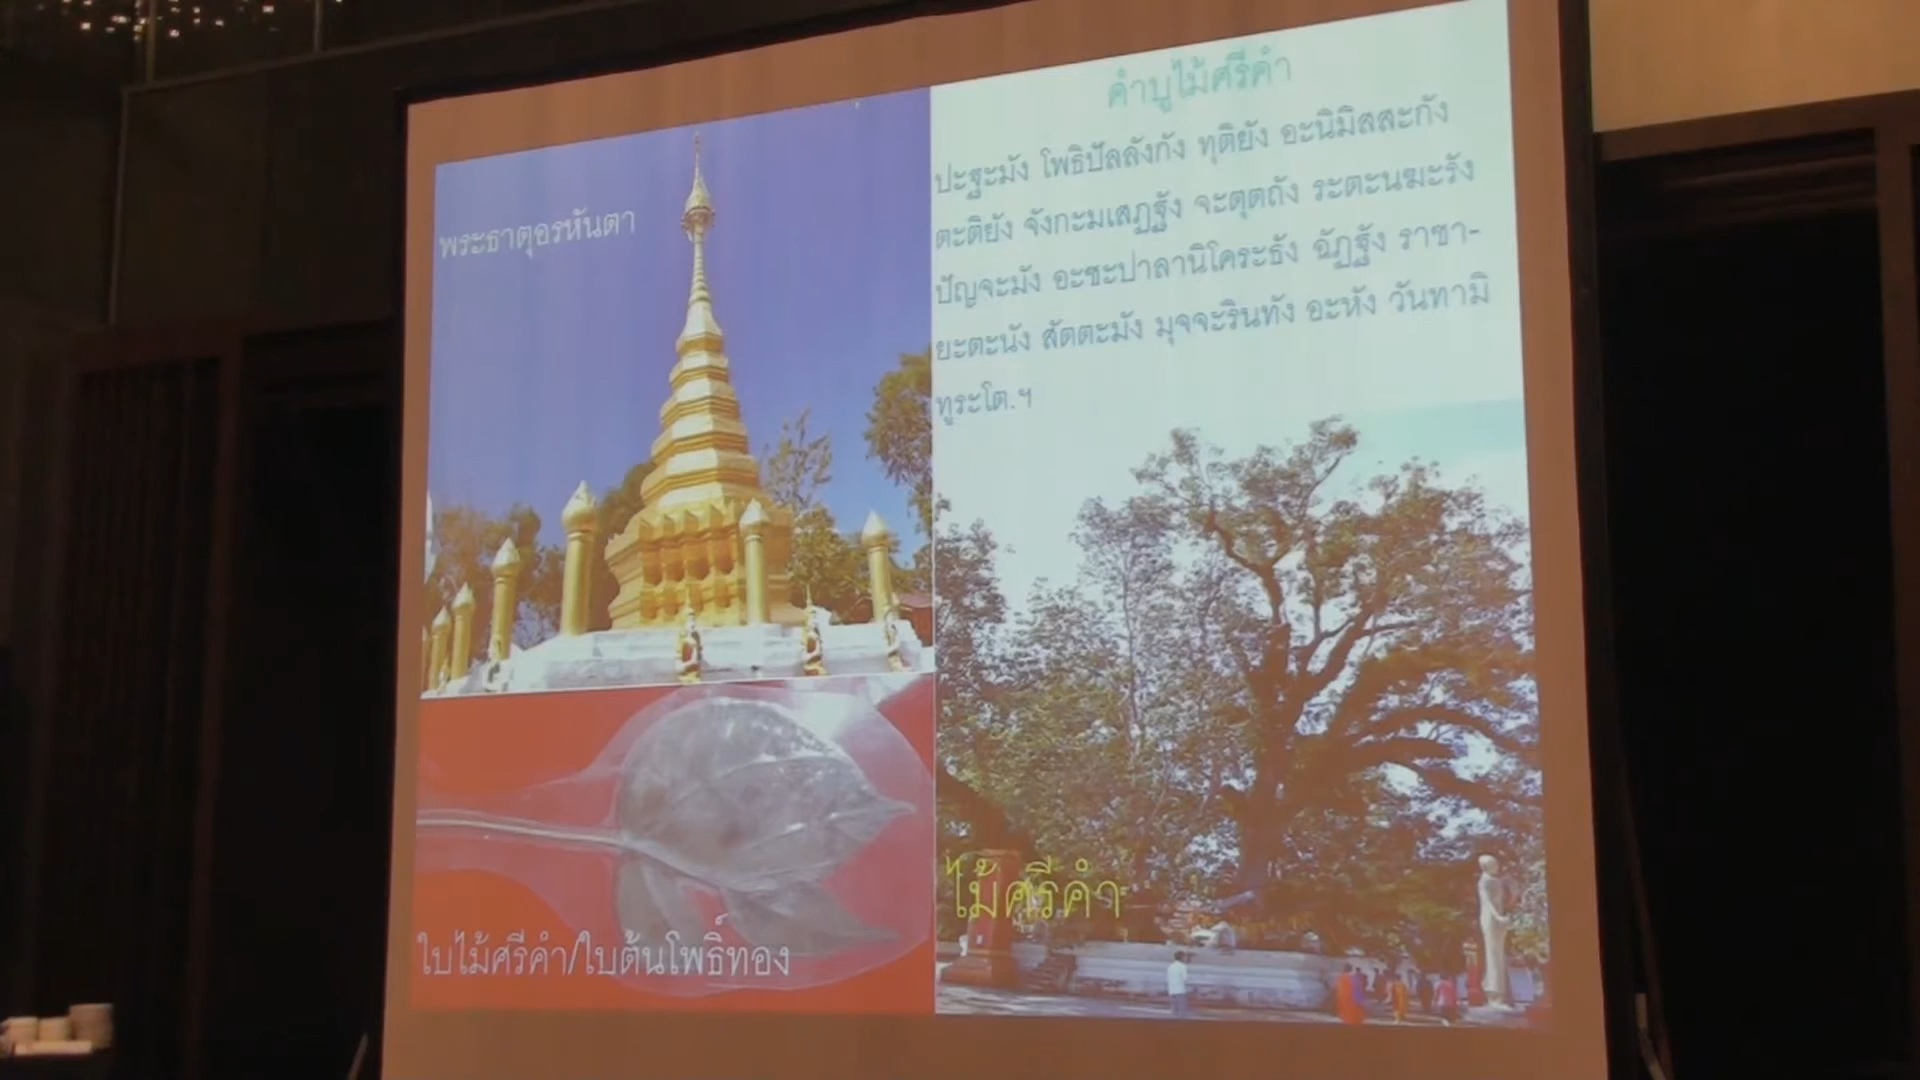 พระธาตุอรหันตา
ใบไม้ศรีคำ/ใบต้นโพธิ์ทอง
คำบูไม้ศรีคำ
ปะฐะมัง โพธิปัลลังกัง ทุติยัง อะนิมิสสะกัง
ตะติยัง จังกะมเสฏฐัง จะตุตถัง ระตะนฆะรัง
ปัญจะมัง อะชะปาลานิโคระธัง ฉัฏฐัง ราชา-
ยะตะนัง สัตตะมัง มุจจะรินทัง อะหัง วันทามิ
ทูระโต.ฯ
ไม้ศรีคำ